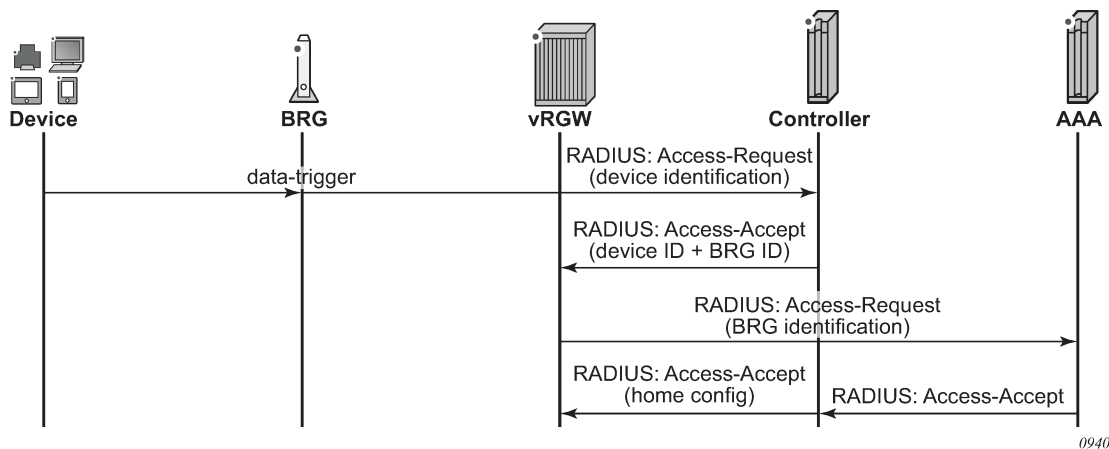 Device
BRG
vRGW
Controller
AAA
RADIUS: Access-Request
(device identification)
data-trigger
RADIUS: Access-Accept
(device ID + BRG ID)
RADIUS: Access-Request
(BRG identification)
RADIUS: Access-Accept
(home config)
RADIUS: Access-Accept
0940